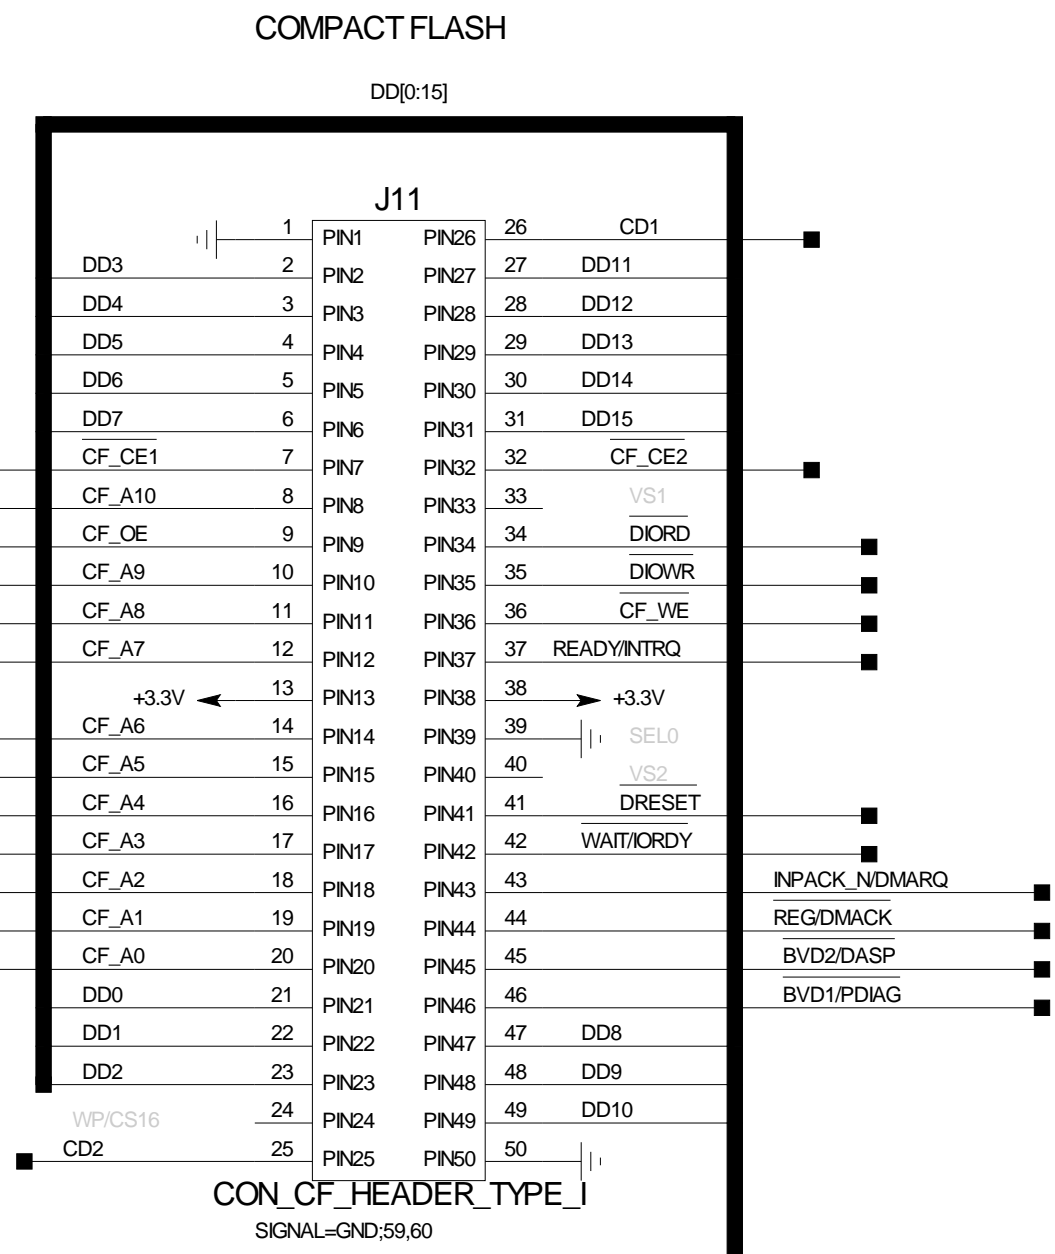 COMPACT FLASH
DD[0:15]
J11
1 PIN1 PIN26 26 CD1
DD3 2 PIN2 PIN27 27 DD11
DD4 3 PIN3 PIN28 28 DD12
DD5 4 PIN4 PIN29 29 DD13
DD6 5 PIN5 PIN30 30 DD14
DD7 6 PIN6 PIN31 31 DD15
CF_CE1 7 PIN7 PIN32 32 CF_CE2
CF_A10 8 PIN8 PIN33 33 VS1
CF_OE 9 PIN9 PIN34 34 DIORD
CF_A9 10 PIN10 PIN35 35 DIOWR
CF_A8 11 PIN11 PIN36 36 CF_WE
CF_A7 12 PIN12 PIN37 37 READY/INTRQ
+3.3V 13 PIN13 PIN38 38 +3.3V
CF_A6 14 PIN14 PIN39 39 SEL0
CF_A5 15 PIN15 PIN40 40 VS2
CF_A4 16 PIN16 PIN41 41 DRESET
CF_A3 17 PIN17 PIN42 42 WAIT/IORDY
CF_A2 18 PIN18 PIN43 43 INPACK_N/DMARQ
CF_A1 19 PIN19 PIN44 44 REG/DMACK
CF_A0 20 PIN20 PIN45 45 BVD2/DASP
DD0 21 PIN21 PIN46 46 BVD1/PDIAG
DD1 22 PIN22 PIN47 47 DD8
DD2 23 PIN23 PIN48 48 DD9
WP/CS16 24 PIN24 PIN49 49 DD10
CD2 25 PIN25 PIN50 50
CON_CF_HEADER_TYPE_I
SIGNAL=GND;59,60